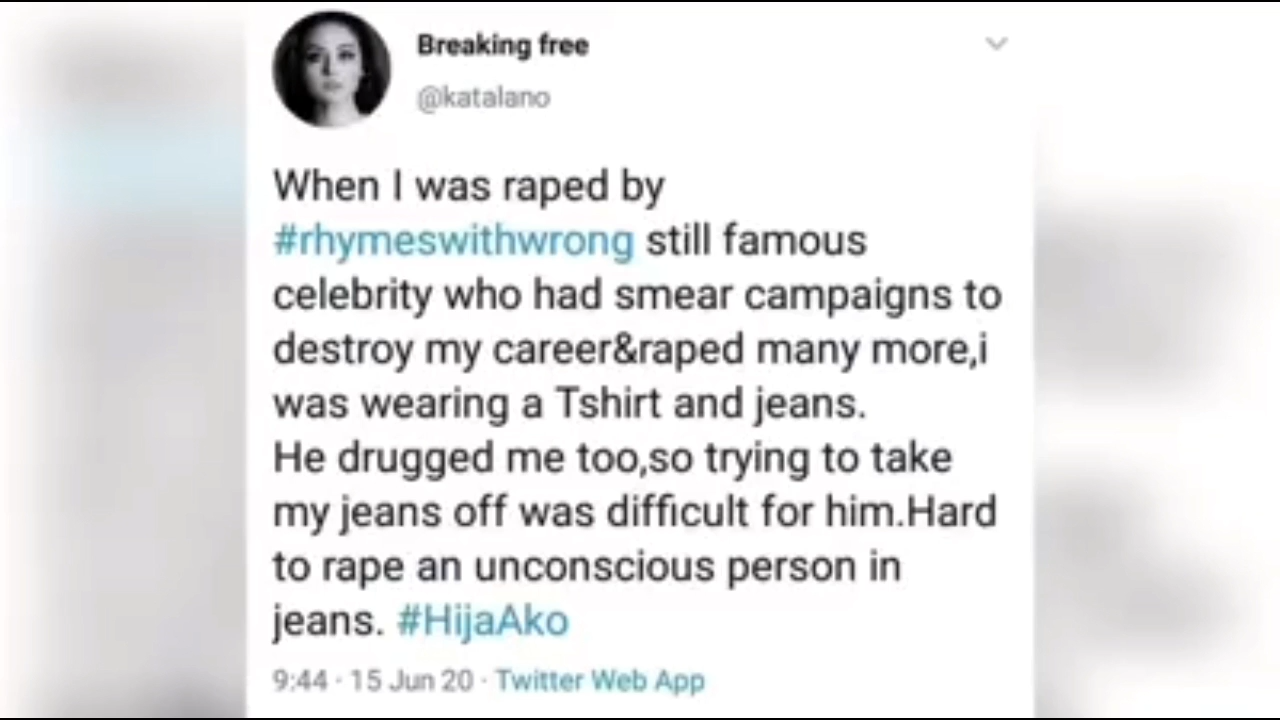 Breaking free
@katalano
When I was raped by
#rhymeswithwrong still famous
celebrity who had smear campaigns to
destroy my career&raped many more,i
was wearing a Tshirt and jeans.
He drugged me too,so trying to take
my jeans off was difficult for him.Hard
to rape an unconscious person in
jeans. #HijaAko
9:44 · 15 Jun 20 · Twitter Web App